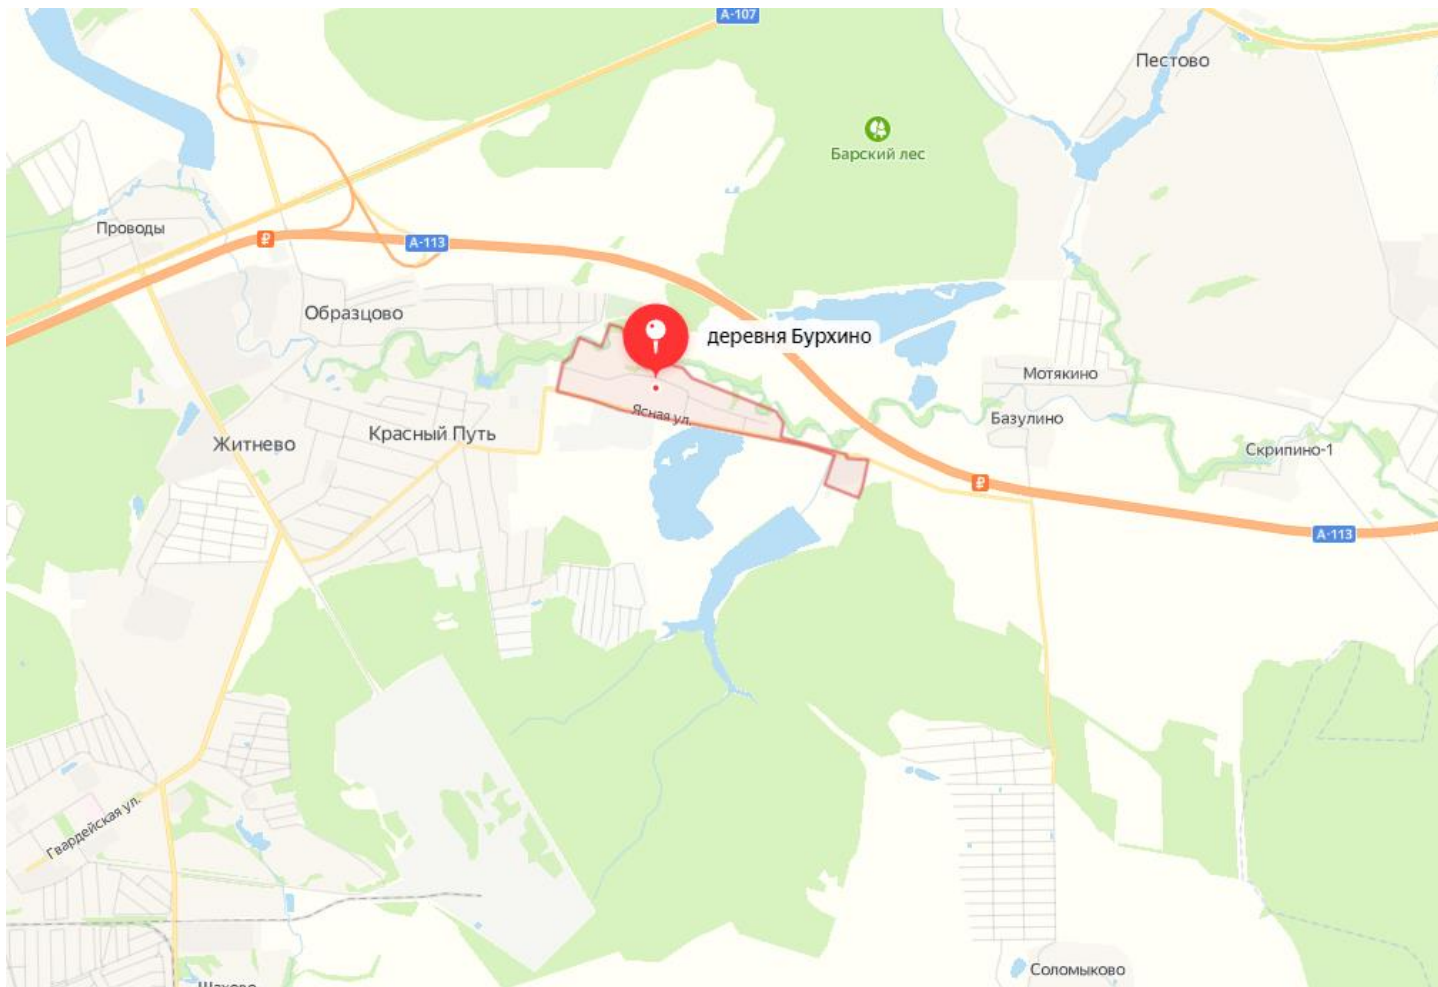 А-107
Пестово
Барский лес
Проводы
₽
А-113
Образцово
деревня Бурхино
Мотякино
Ясная ул.
Базулино
Красный Путь
Житнево
Скрипино-1
₽
А-113
Гвардейская ул.
Соломыково